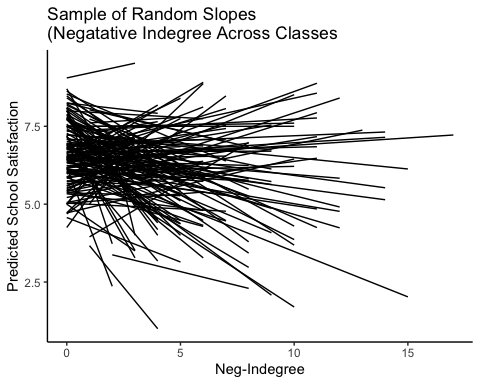 Sample of Random Slopes
(Negatative Indegree Across Classes
Predicted School Satisfaction
7.5
5.0
2.5
0
5
10
15
Neg-Indegree